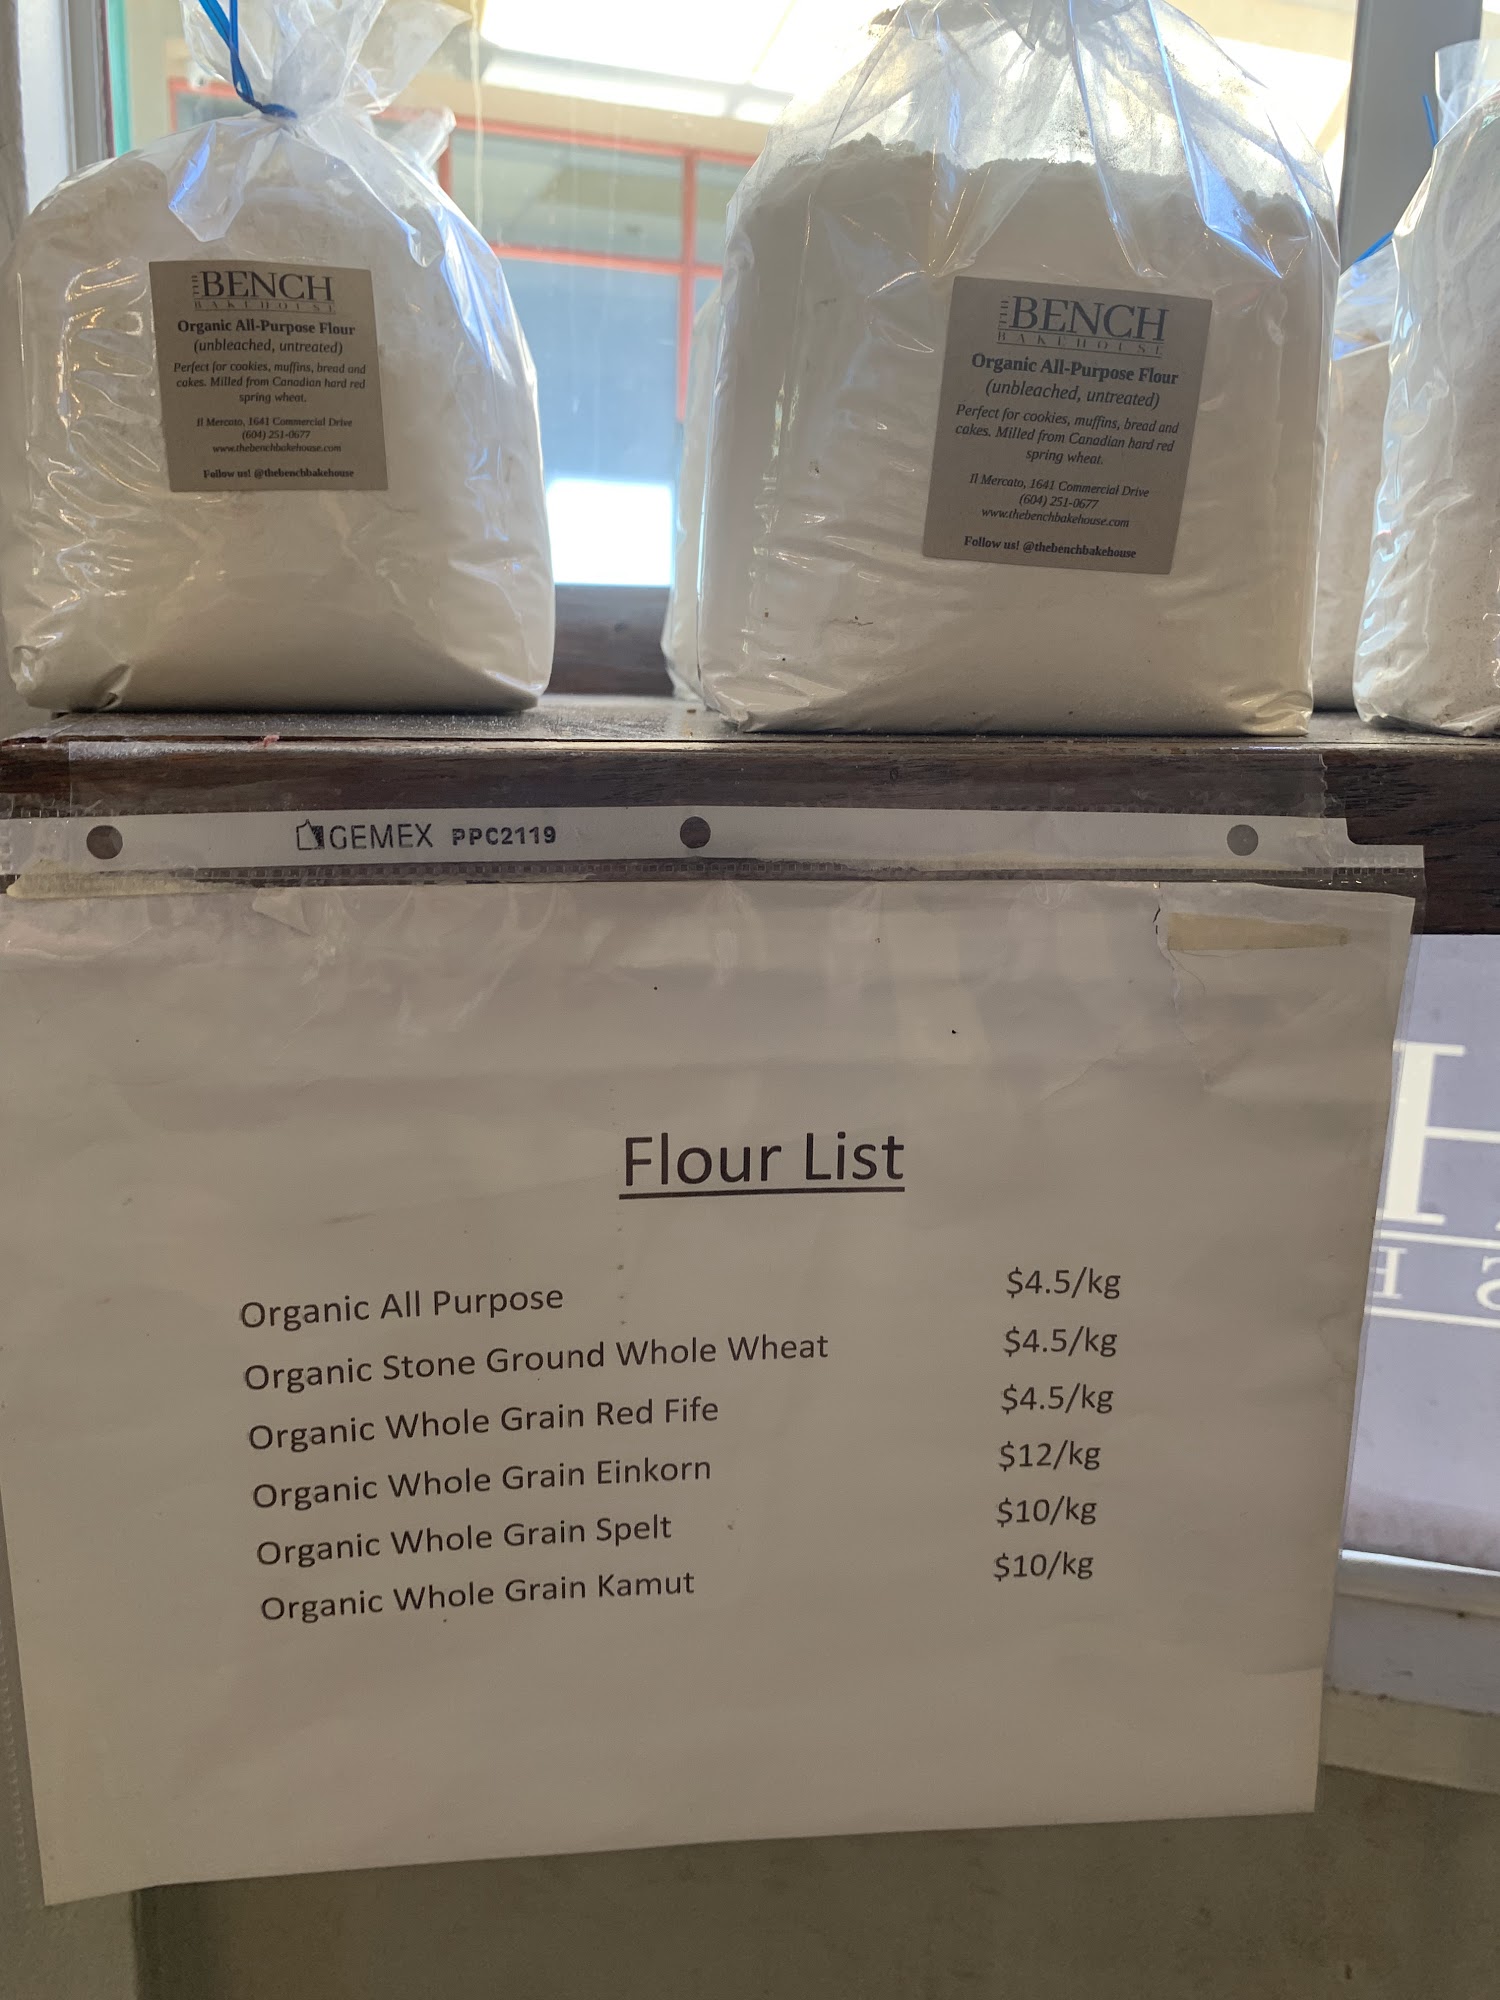 THE BENCH
BAKEHOUSE
Organic All-Purpose Flour
(unbleached, untreated)
Perfect for cookies, muffins, bread and
cakes. Milled from Canadian hard red
spring wheat.
Il Mercato, 1641 Commercial Drive
(604) 251-0677
www.thebenchbakehouse.com
Follow us! @thebenchbakehouse
THE BENCH
BAKEHOUSE
Organic All-Purpose Flour
(unbleached, untreated)
Perfect for cookies, muffins, bread and
cakes. Milled from Canadian hard red
spring wheat.
Il Mercato, 1641 Commercial Drive
(604) 251-0677
www.thebenchbakehouse.com
Follow us! @thebenchbakehouse
GEMEX PPC2119
Flour List
Organic All Purpose $4.5/kg
Organic Stone Ground Whole Wheat $4.5/kg
Organic Whole Grain Red Fife $4.5/kg
Organic Whole Grain Einkorn $12/kg
Organic Whole Grain Spelt $10/kg
Organic Whole Grain Kamut $10/kg